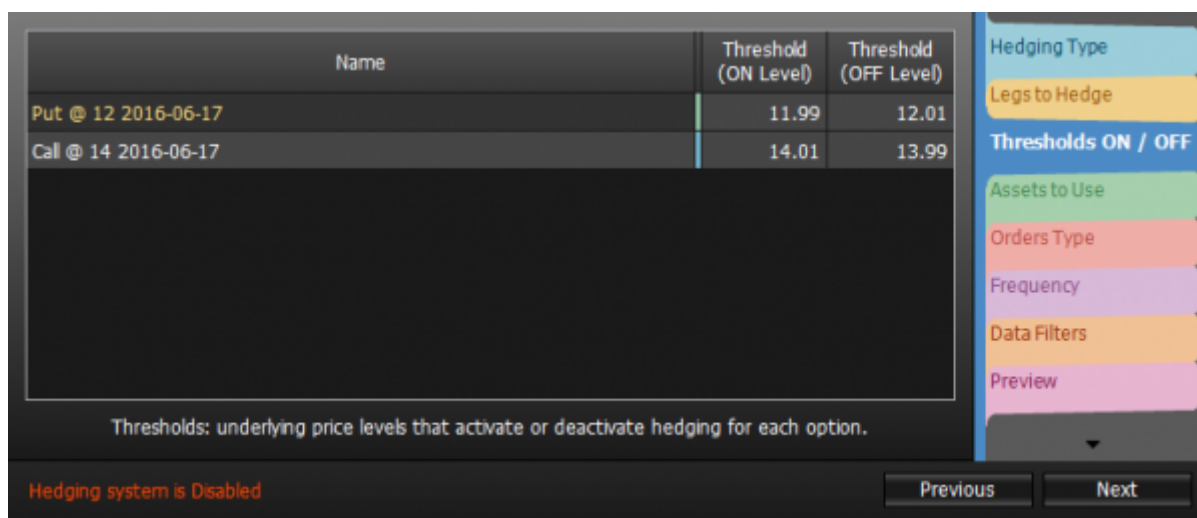 Name
Threshold
(ON Level)
Threshold
(OFF Level)
Put @ 12 2016-06-17 11.99 12.01
Call @ 14 2016-06-17 14.01 13.99
Thresholds: underlying price levels that activate or deactivate hedging for each option.
Hedging Type
Legs to Hedge
Thresholds ON / OFF
Assets to Use
Orders Type
Frequency
Data Filters
Preview
Hedging system is Disabled
Previous
Next